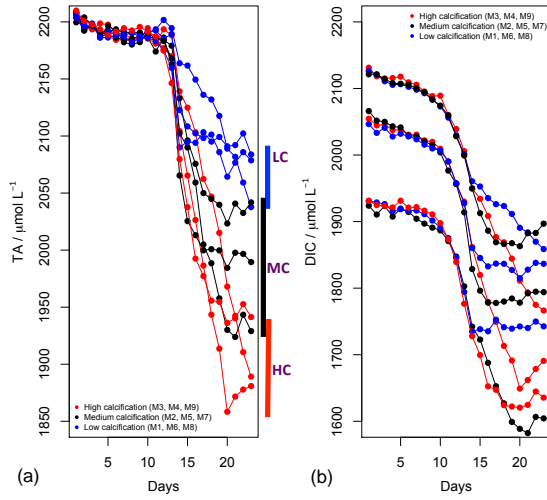 2200
2150
2100
2050
2000
1950
1900
1850
TA / µmol L⁻¹
LC
MC
HC
High calcification (M3, M4, M9)
Medium calcification (M2, M5, M7)
Low calcification (M1, M6, M8)
5 10 15 20
Days
(a)
High calcification (M3, M4, M9)
Medium calcification (M2, M5, M7)
Low calcification (M1, M6, M8)
2100
2000
1900
1800
1700
1600
DIC / µmol L⁻¹
5 10 15 20
Days
(b)